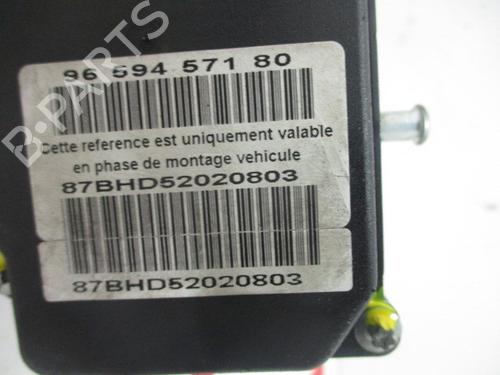 96 594 571 80
Cette reference est uniquement valable
en phase de montage vehicule
87BHD52020803
87BHD52020803
B-PARTS